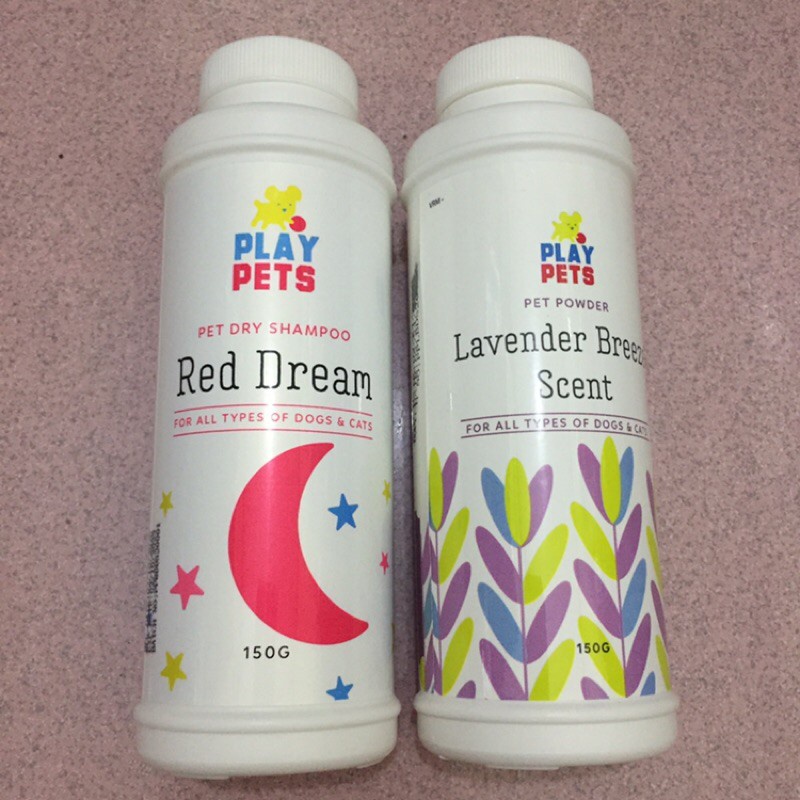 PLAY
PETS
PET DRY SHAMPOO
Red Dream
FOR ALL TYPES OF DOGS & CATS
150G
PLAY
PETS
PET POWDER
Lavender Breeze
Scent
FOR ALL TYPES OF DOGS & CATS
150G